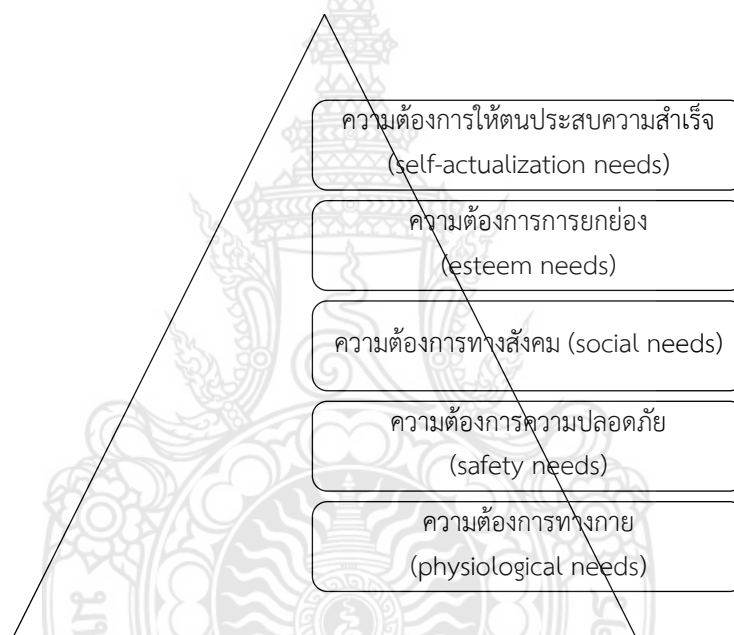 ความต้องการให้ตนประสบความสำเร็จ
(self-actualization needs)
ความต้องการการยกย่อง
(esteem needs)
ความต้องการทางสังคม (social needs)
ความต้องการความปลอดภัย
(safety needs)
ความต้องการทางกาย
(physiological needs)